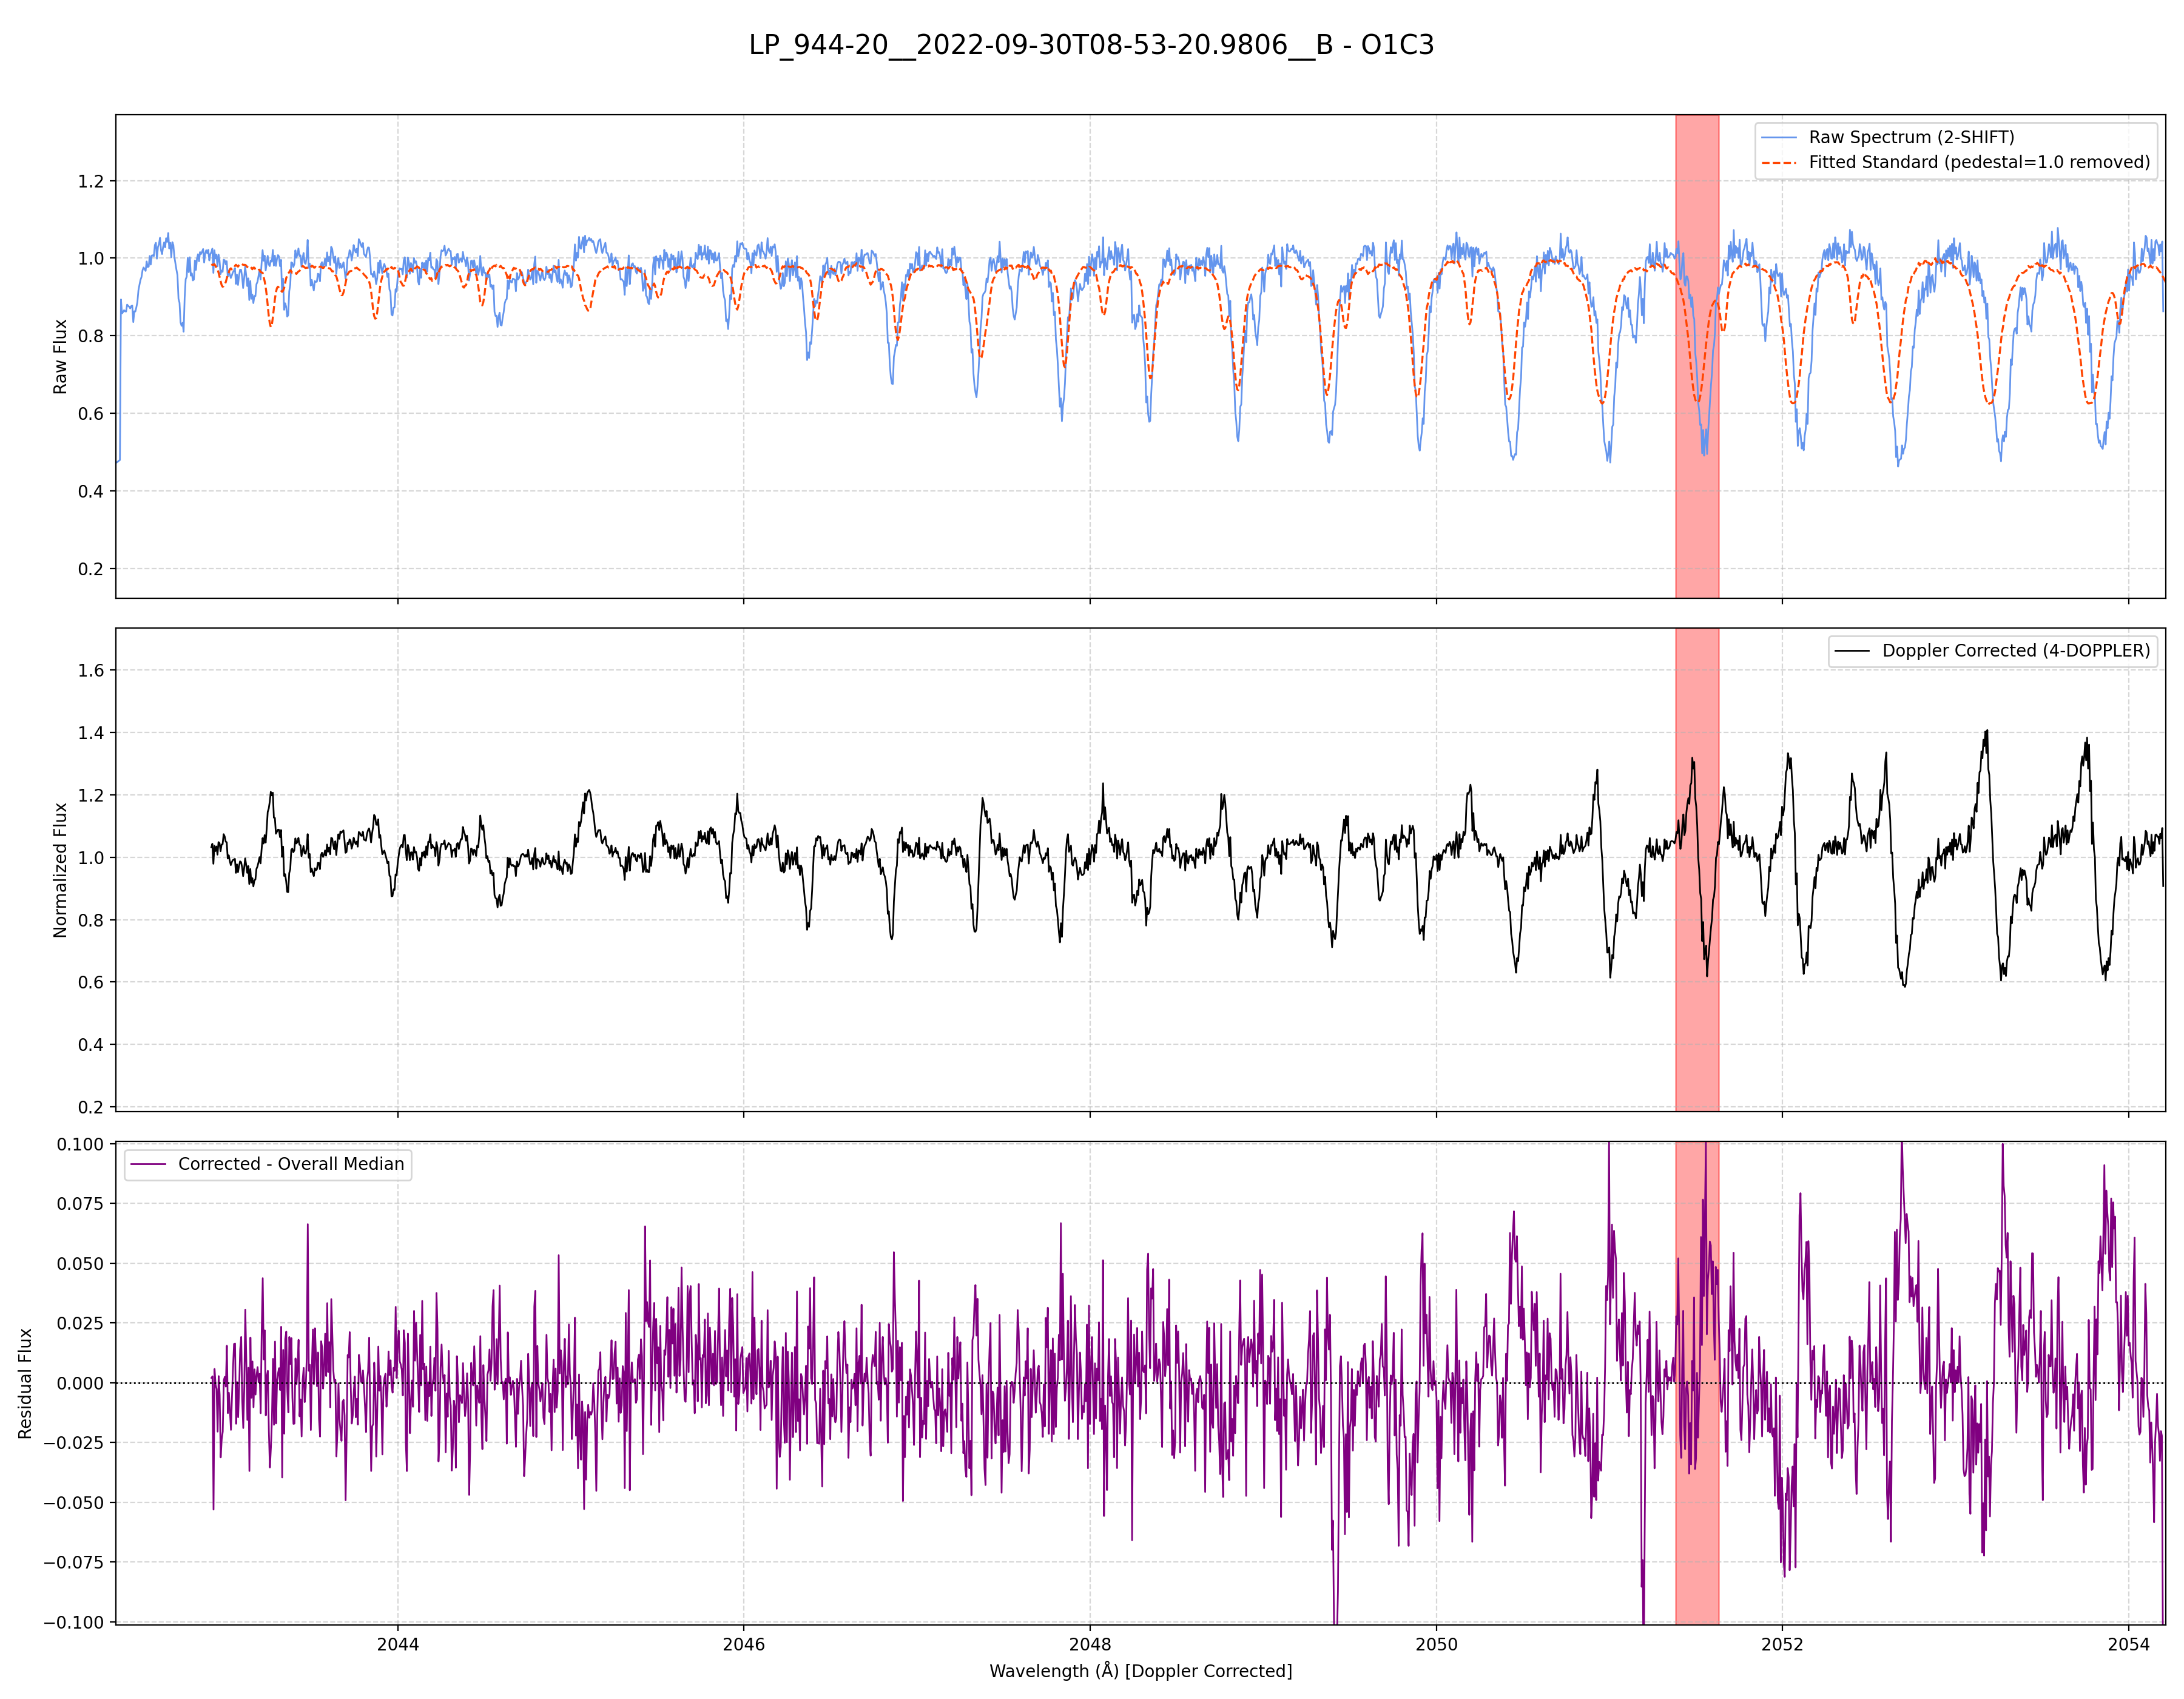 LP_944-20__2022-09-30T08-53-20.9806__B - O1C3
Raw Spectrum (2-SHIFT)
Fitted Standard (pedestal=1.0 removed)
Raw Flux
1.2
1.0
0.8
0.6
0.4
0.2
Doppler Corrected (4-DOPPLER)
Normalized Flux
1.6
1.4
1.2
1.0
0.8
0.6
0.4
0.2
Corrected - Overall Median
Residual Flux
0.100
0.075
0.050
0.025
0.000
−0.025
−0.050
−0.075
−0.100
2044 2046 2048 2050 2052 2054
Wavelength (Å) [Doppler Corrected]